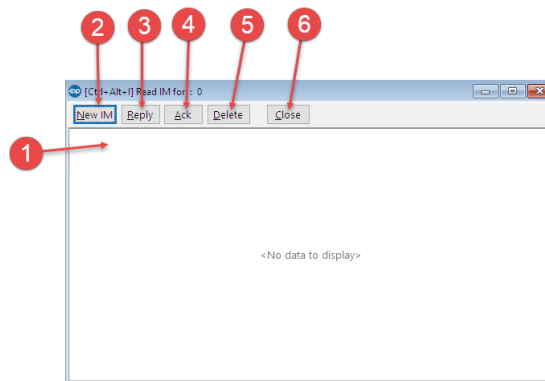 2 3 4 5 6
[Ctrl+Alt+I] Read IM for : 0
New IM Reply Ack Delete Close
1
<No data to display>